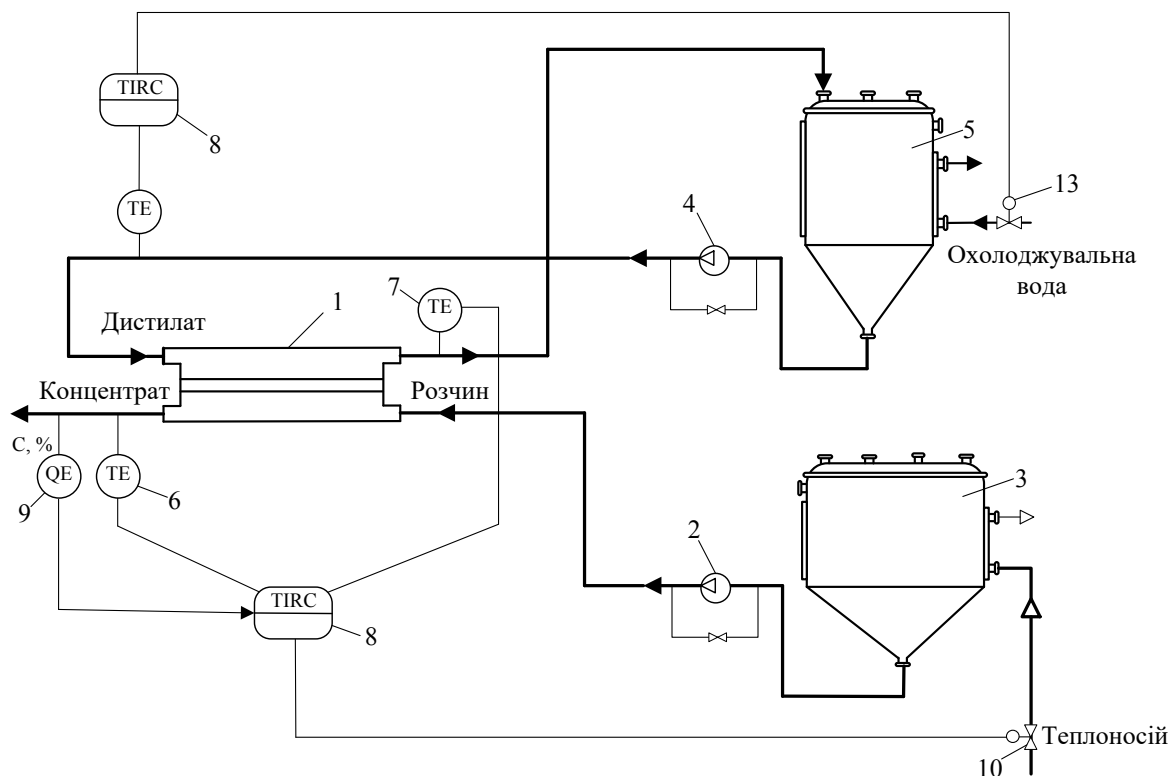 TIRC
8
TE
5
13
4
Охолоджувальна
вода
7
TE
1
Дистилат
Концентрат
Розчин
С, %
QE
TE
9
6
3
2
TIRC
8
Теплоносій
10